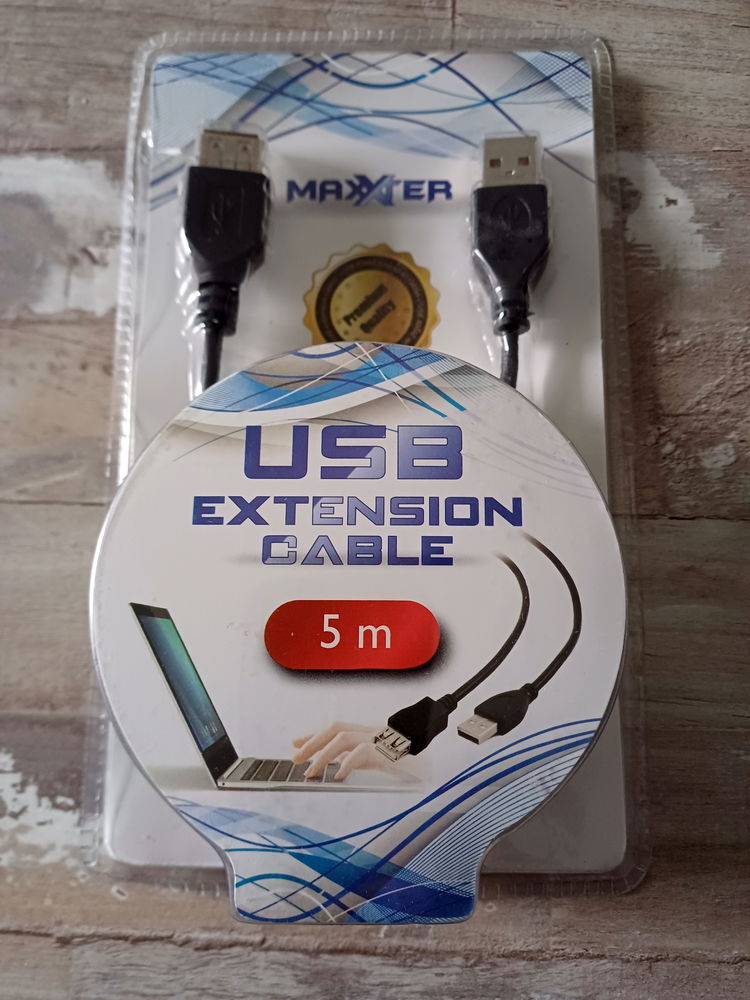 MAXXTER
Premium
Quality
USB
EXTENSION
CABLE
5 m